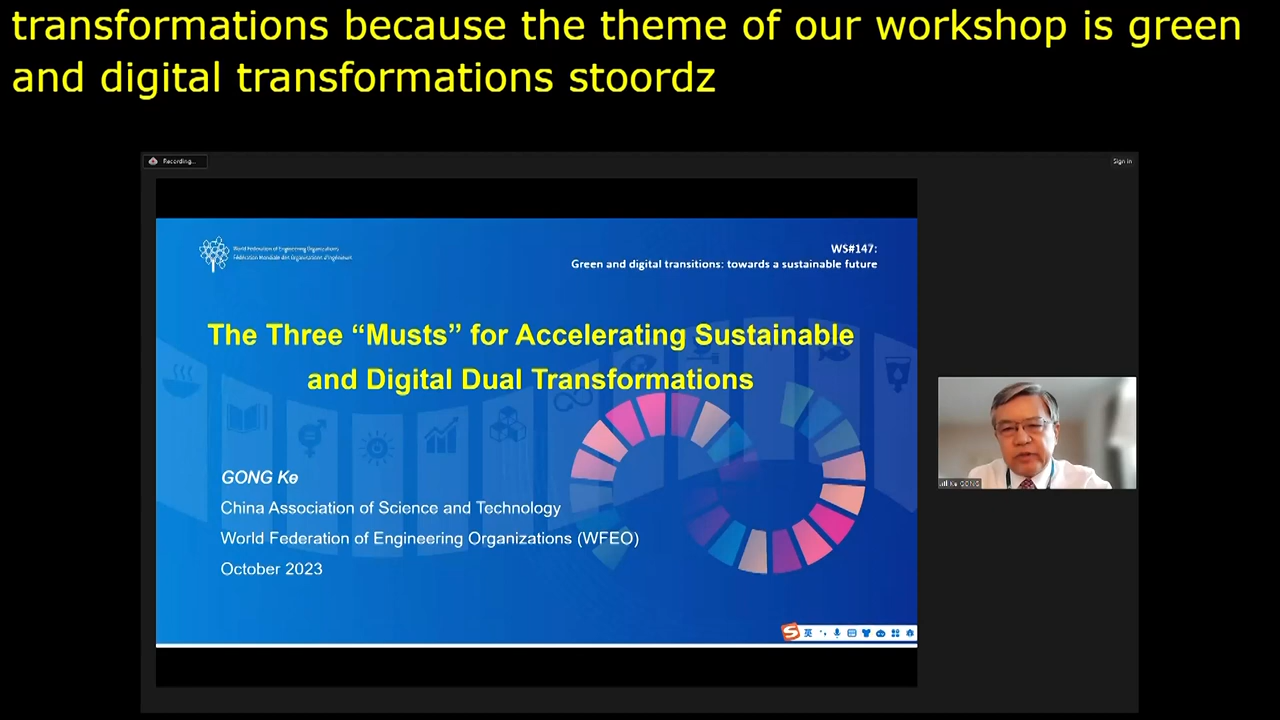 transformations because the theme of our workshop is green
and digital transformations stoordz
Recording...
Sign in
World Federation of Engineering Organizations
Fédération Mondiale des Organisations d'Ingénieurs
WS#147:
Green and digital transitions: towards a sustainable future
The Three “Musts” for Accelerating Sustainable
and Digital Dual Transformations
GONG Ke
China Association of Science and Technology
World Federation of Engineering Organizations (WFEO)
October 2023
Ke GONG
英